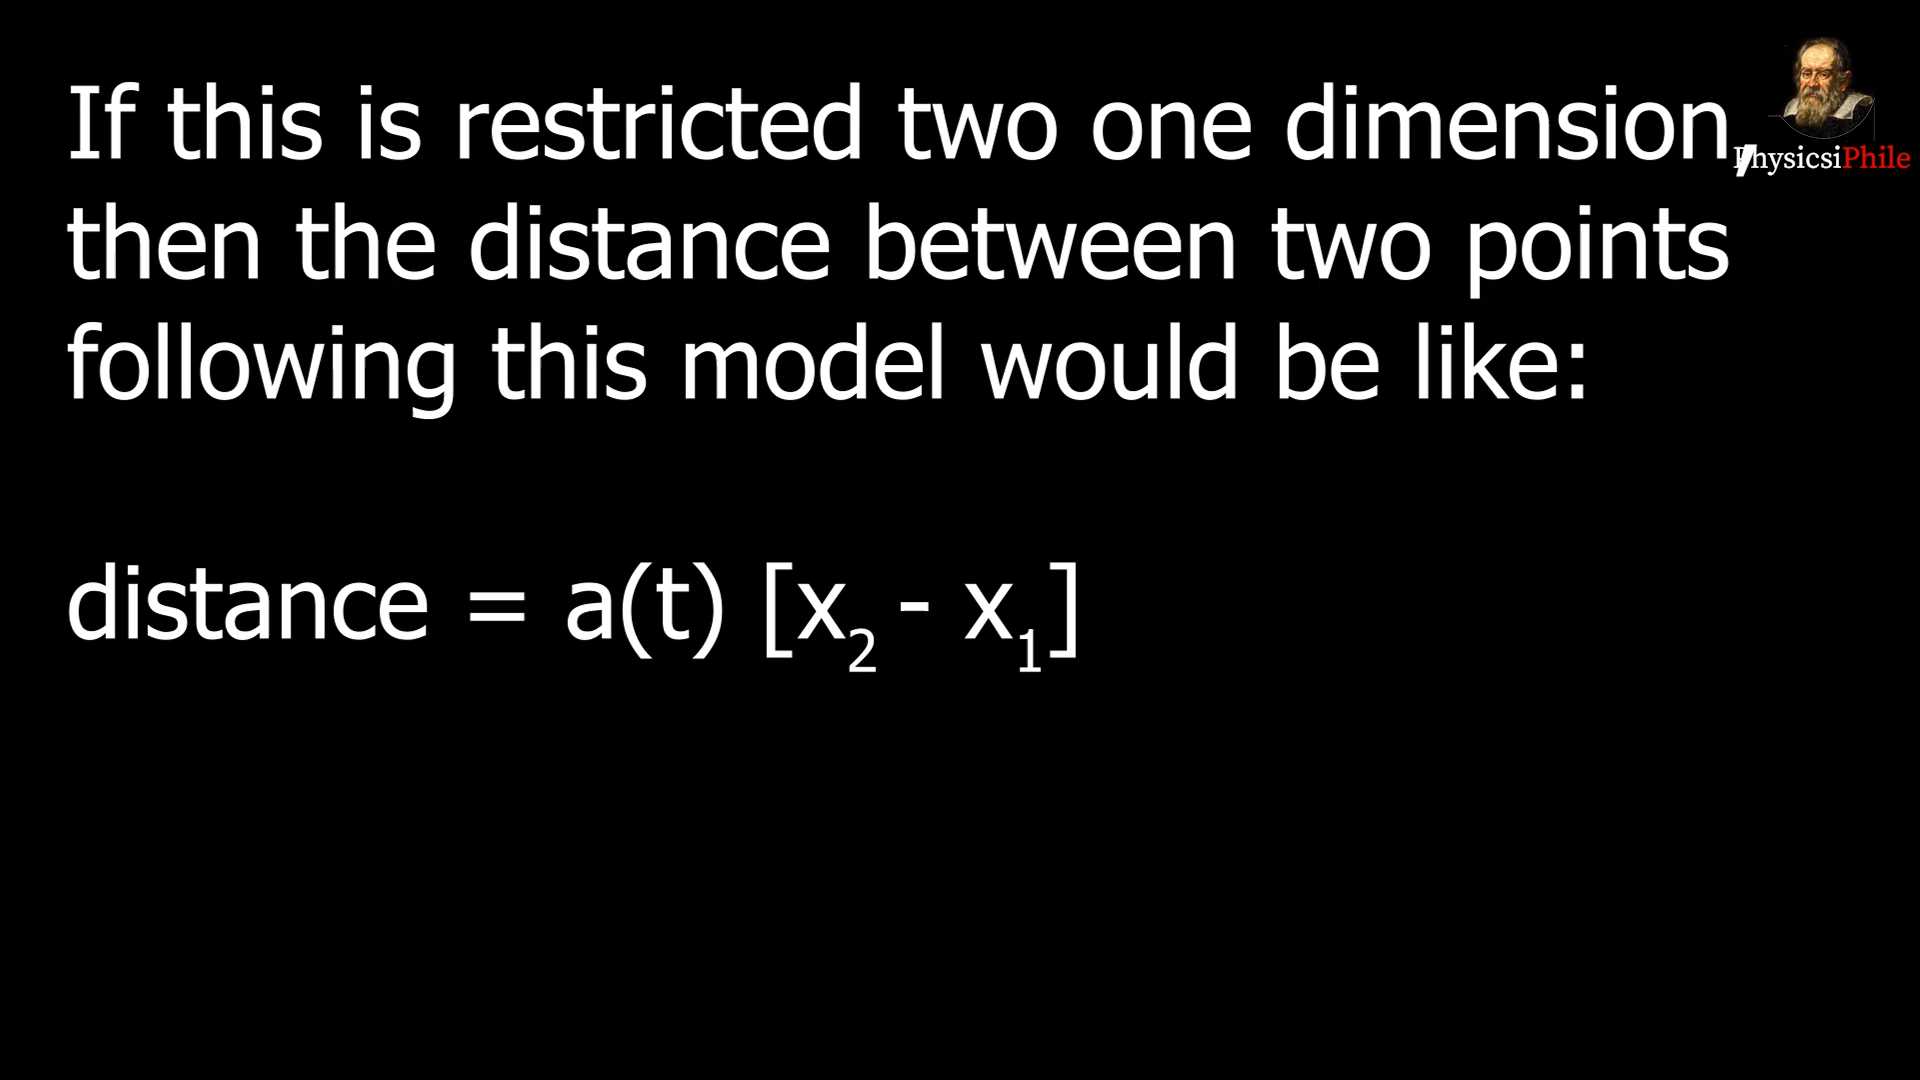 If this is restricted two one dimension,
PhysicsiPhile
then the distance between two points
following this model would be like:
distance = a(t) [x₂ - x₁]